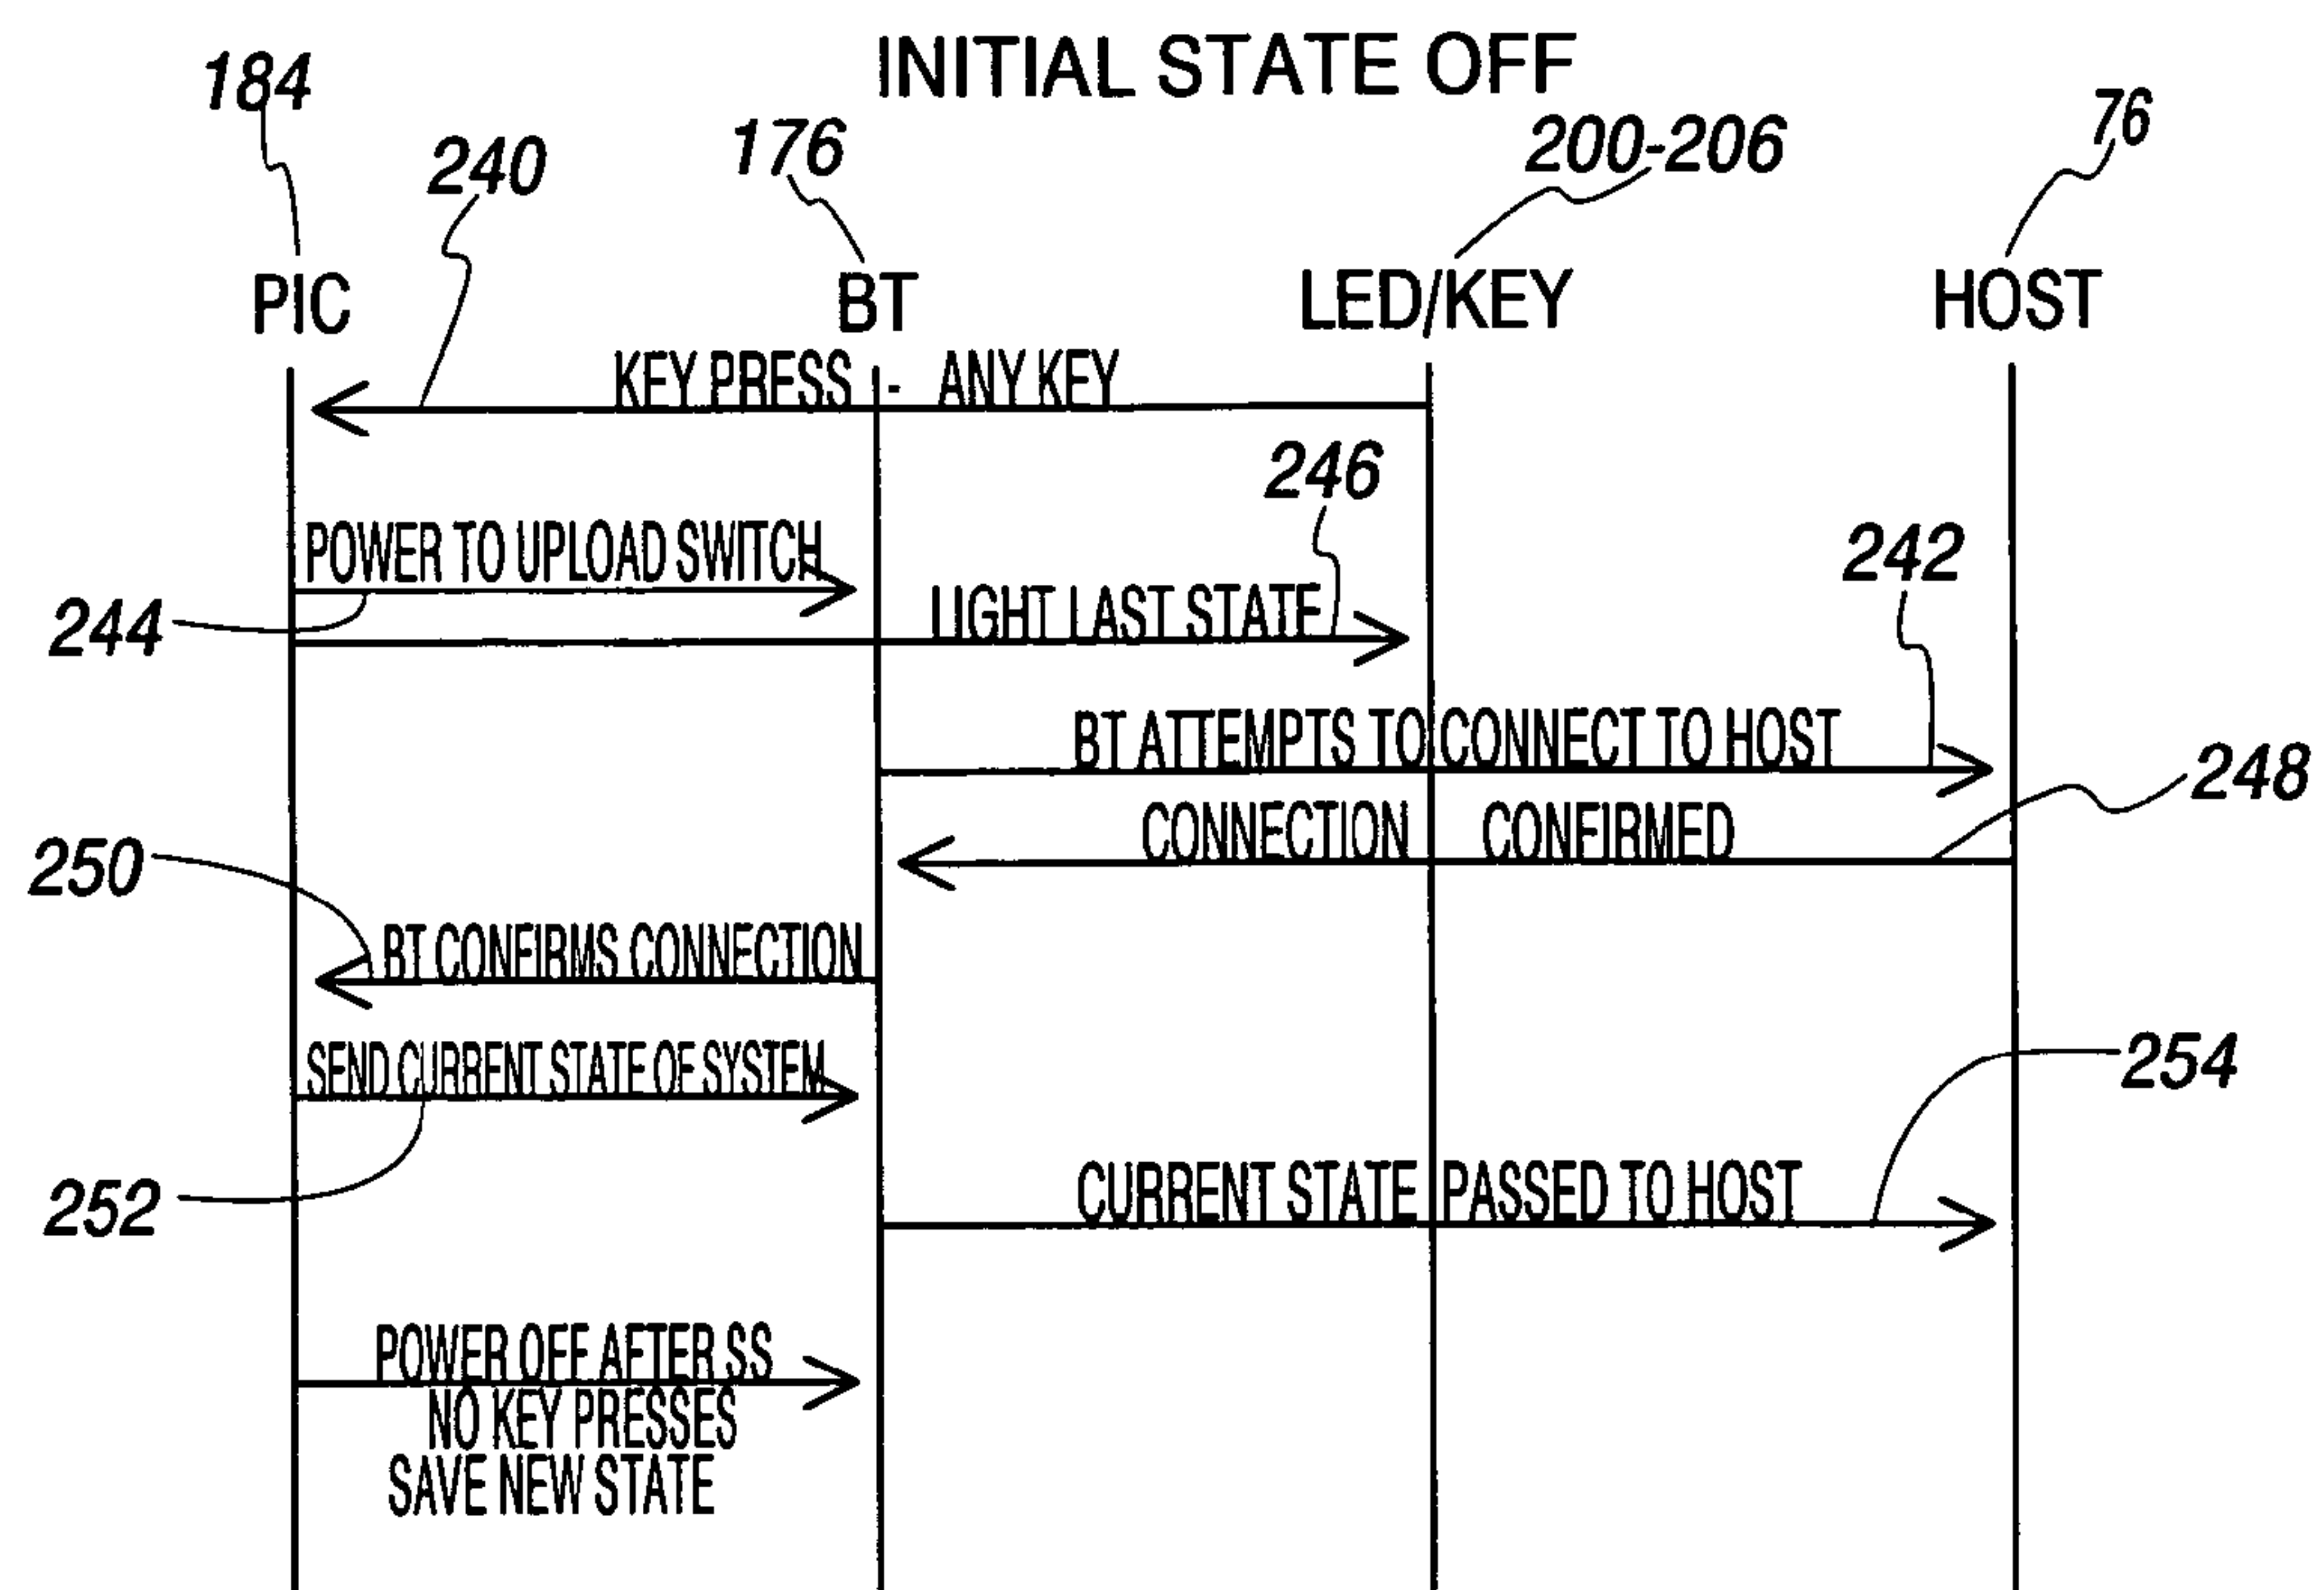 INITIAL STATE OFF
184
240
176
200-206
76
PIC
BT
LED/KEY
HOST
KEY PRESS - ANY KEY
246
POWER TO UPLOAD SWITCH
242
244
LIGHT LAST STATE
BT ATTEMPTS TO CONNECT TO HOST
248
CONNECTION CONFIRMED
250
BT CONFIRMS CONNECTION
SEND CURRENT STATE OF SYSTEM
254
252
CURRENT STATE PASSED TO HOST
POWER OFF AFTER SS
NO KEY PRESSES
SAVE NEW STATE